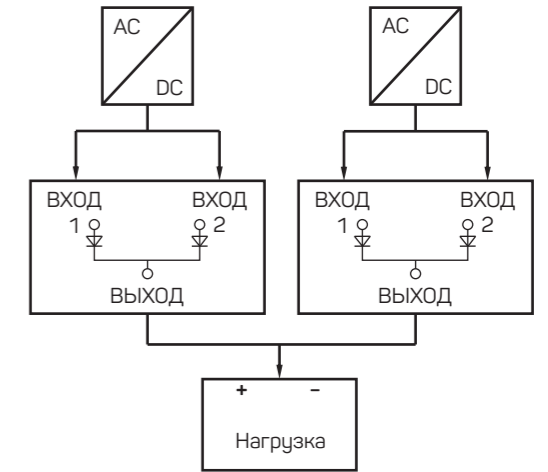 AC AC
DC DC
ВХОД ВХОД ВХОД ВХОД
1 2 1 2
ВЫХОД ВЫХОД
+ −
Нагрузка